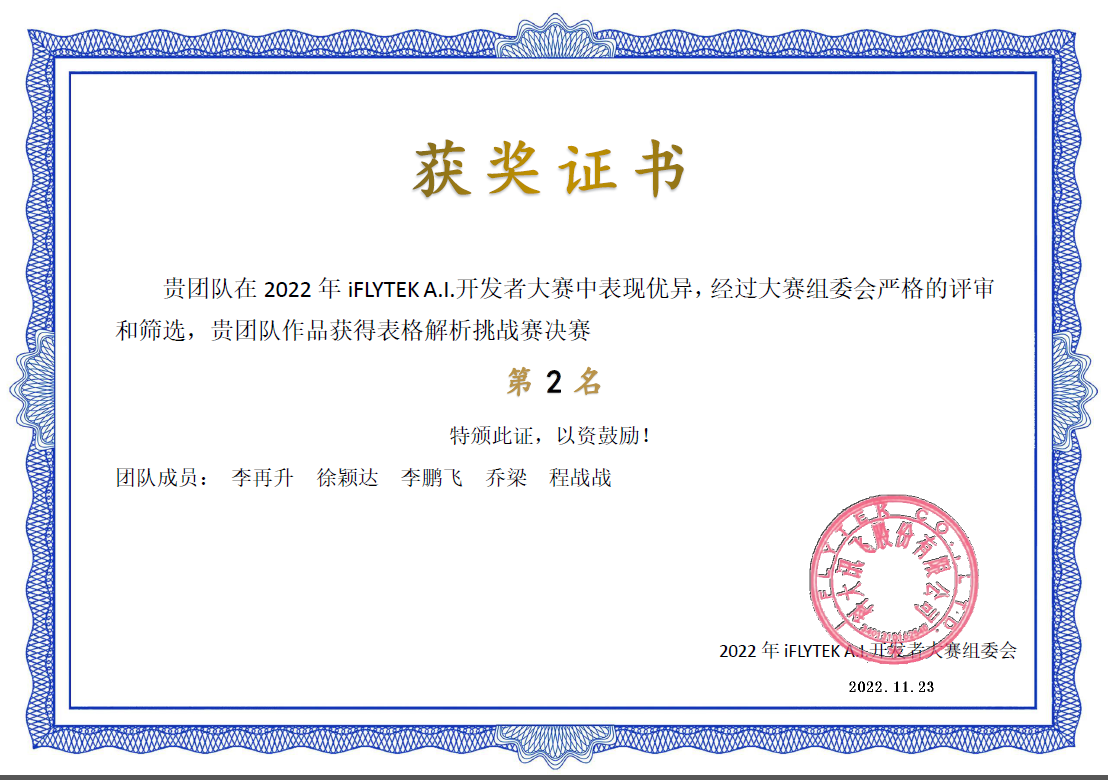 获奖证书
贵团队在 2022 年 iFLYTEK A.I.开发者大赛中表现优异，经过大赛组委会严格的评审
和筛选，贵团队作品获得表格解析挑战赛决赛
第 2 名
特颁此证，以资鼓励！
团队成员： 李再升 徐颖达 李鹏飞 乔梁 程战战
IFLYTEK CO.,LTD.
科大讯飞股份有限公司
2022 年 iFLYTEK A.I.开发者大赛组委会
2022.11.23